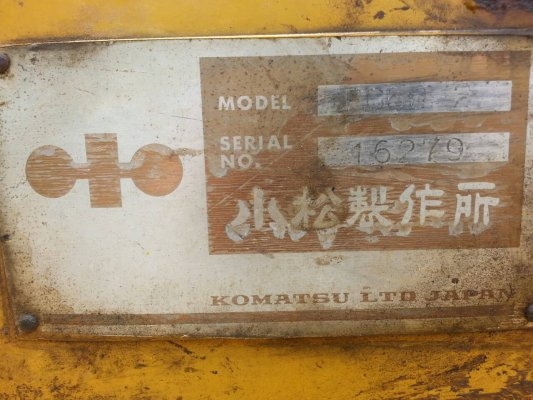 MODEL
SERIAL
NO. 16279
小松製作所
KOMATSU LTD JAPAN